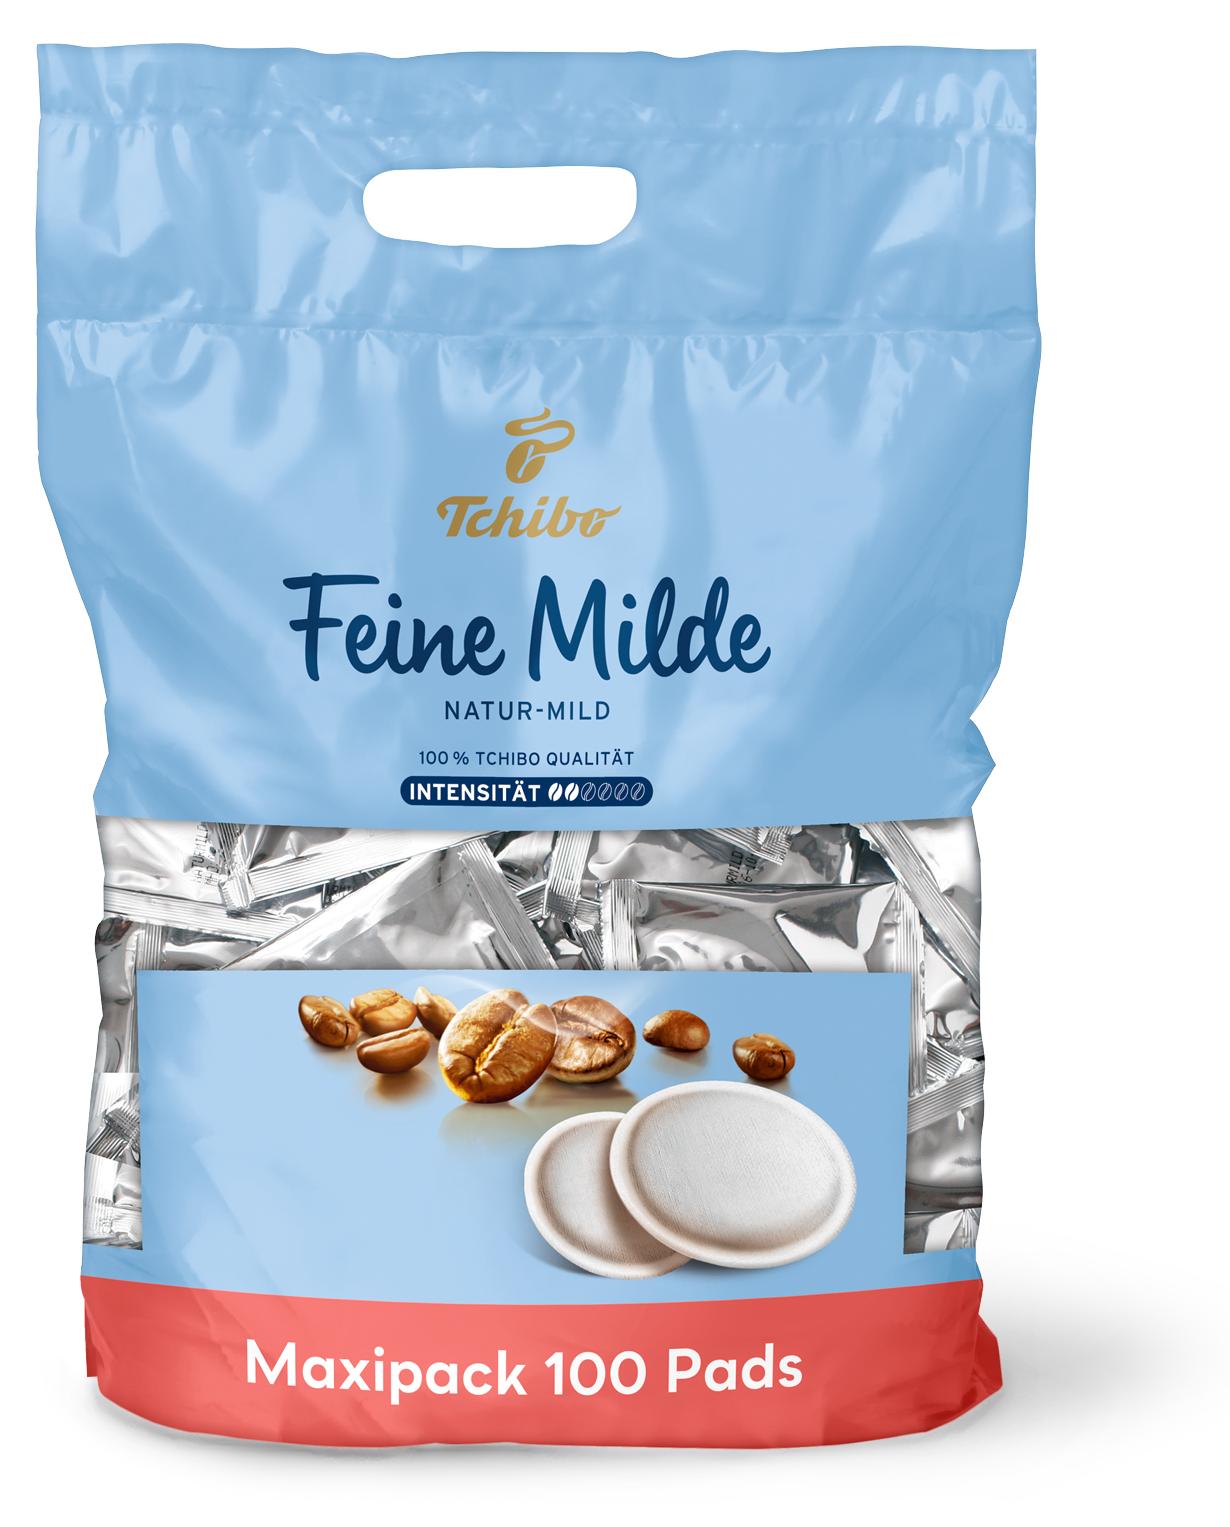 Tchibo
Feine Milde
NATUR-MILD
100 % TCHIBO QUALITÄT
INTENSITÄT
Maxipack 100 Pads